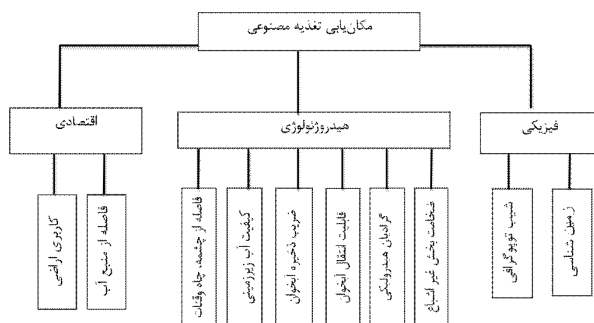 مکان‌یابی تغذیه مصنوعی
فیزیکی
هیدروژئولوژی
اقتصادی
زمین شناسی
شیب توپوگرافی
ضخامت بخش غیر اشباع
گرادیان هیدرولیکی
قابلیت انتقال آبخوان
ضریب ذخیره آبخوان
کیفیت آب زیرزمینی
فاصله از چشمه، چاه وقنات
فاصله از منبع آب
کاربری اراضی